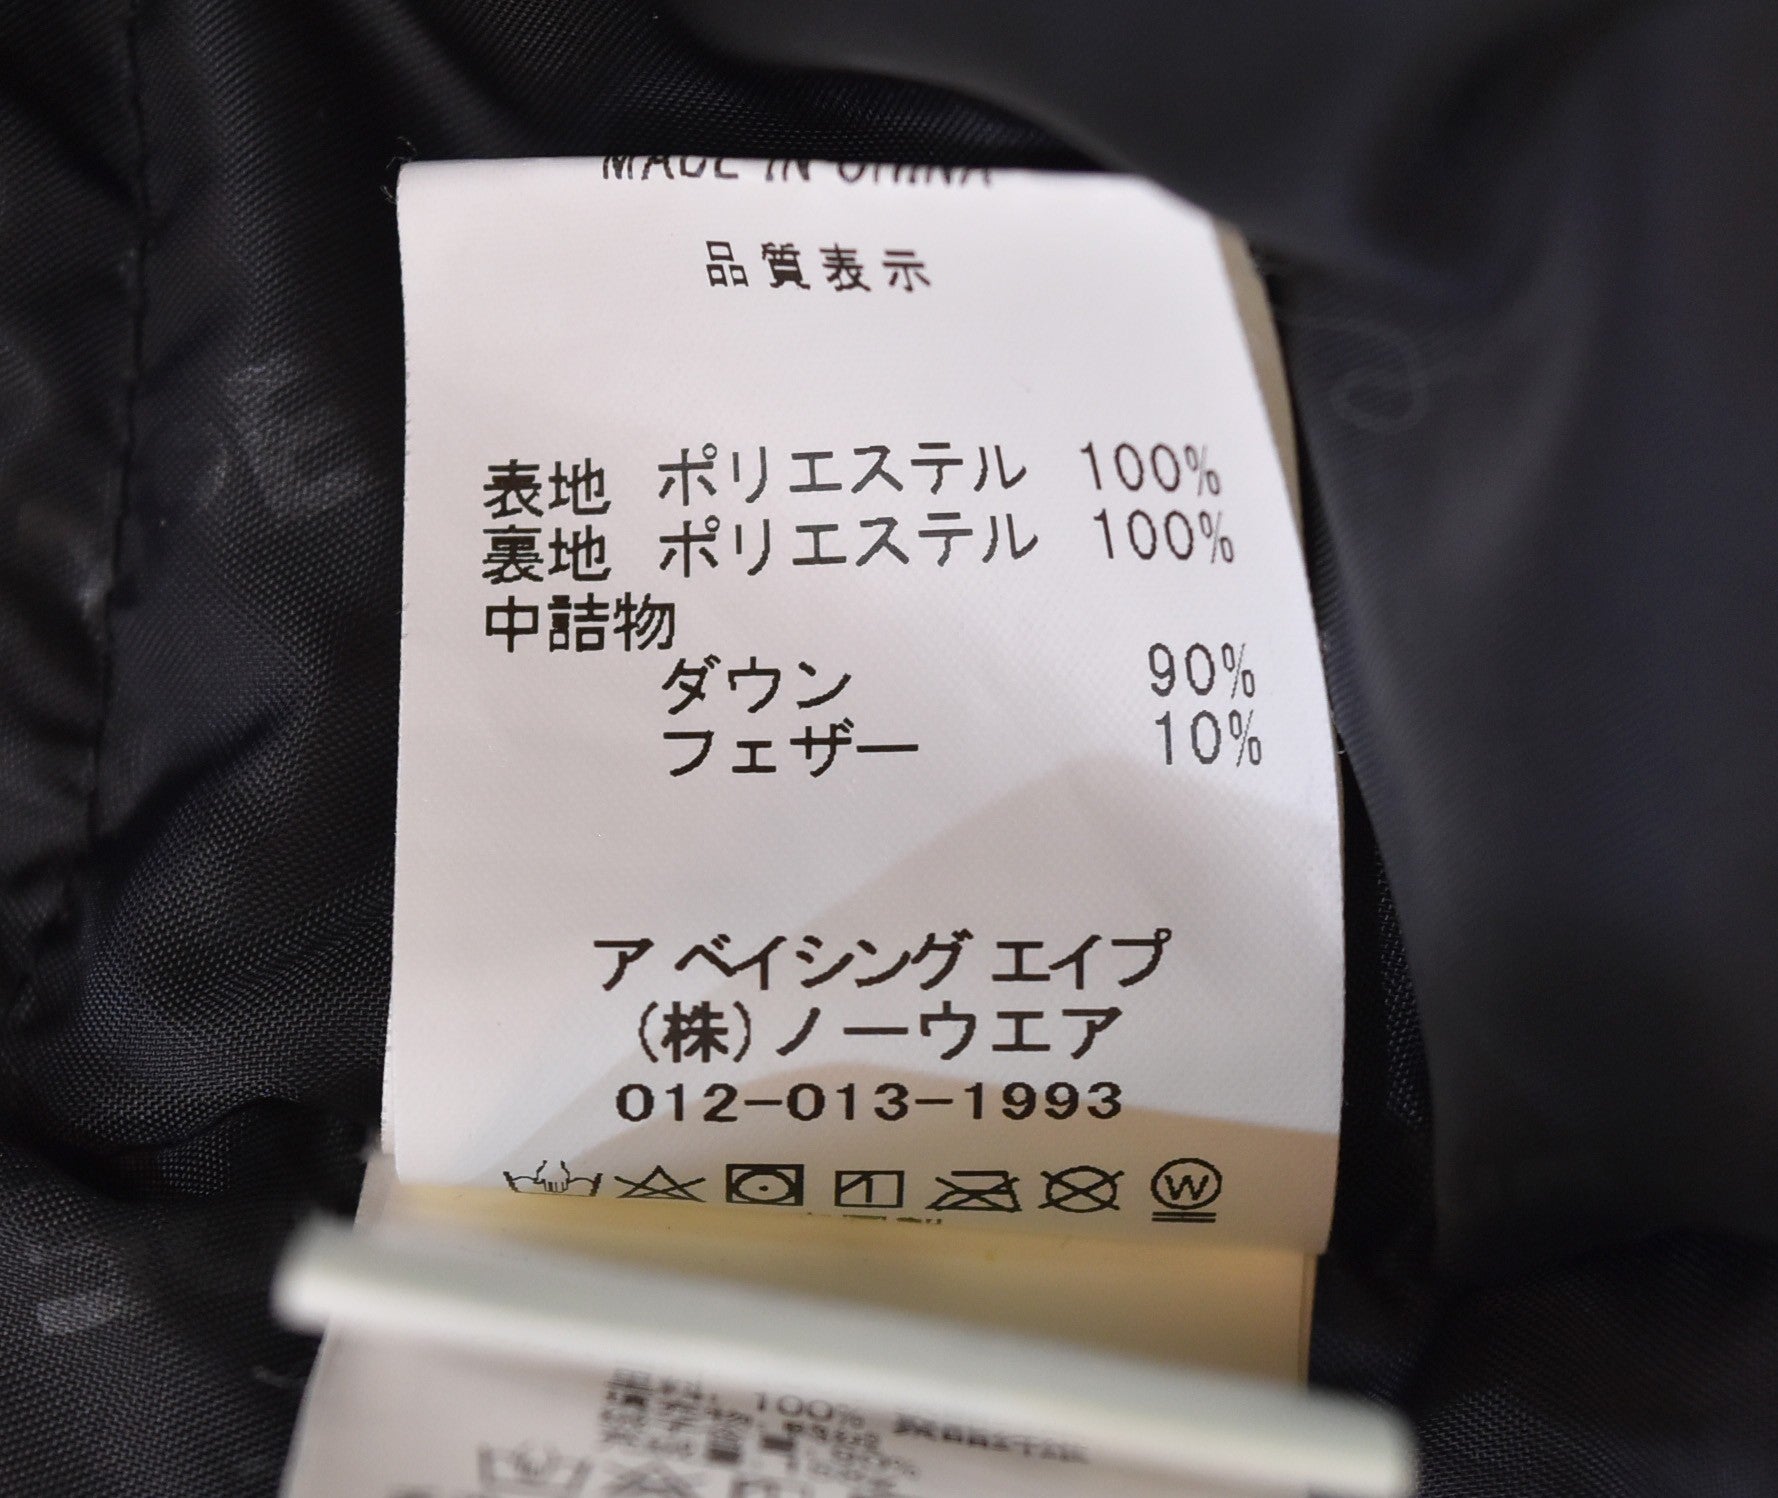 MADE IN CHINA
品質表示
表地 ポリエステル 100%
裏地 ポリエステル 100%
中詰物
ダウン 90%
フェザー 10%
ア ベイシング エイプ
(株)ノーウエア
012-013-1993
W
100%